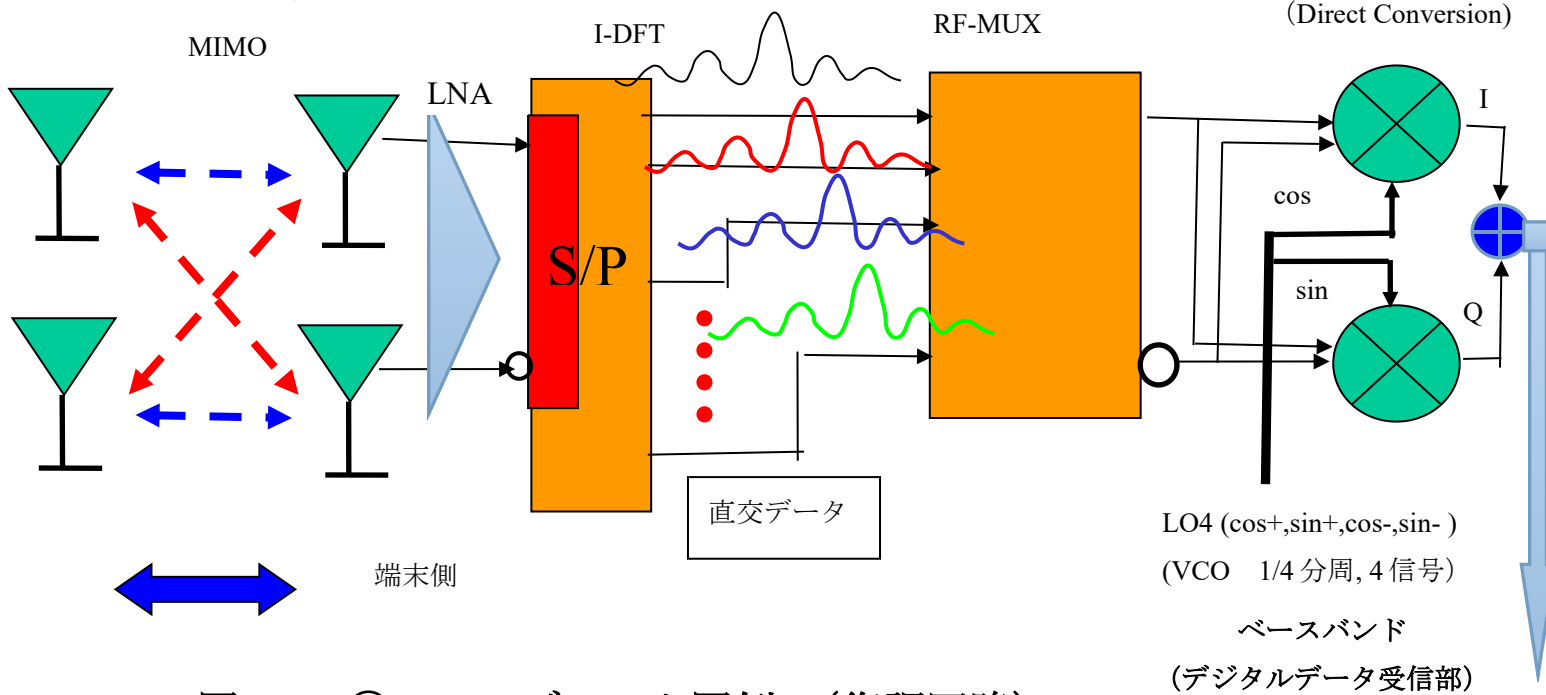 (Direct Conversion)
RF-MUX
I-DFT
MIMO
LNA
I
cos
S/P
sin
Q
直交データ
LO4 (cos+,sin+,cos-,sin- )
(VCO 1/4 分周, 4 信号)
端末側
ベースバンド
(デジタルデータ受信部)